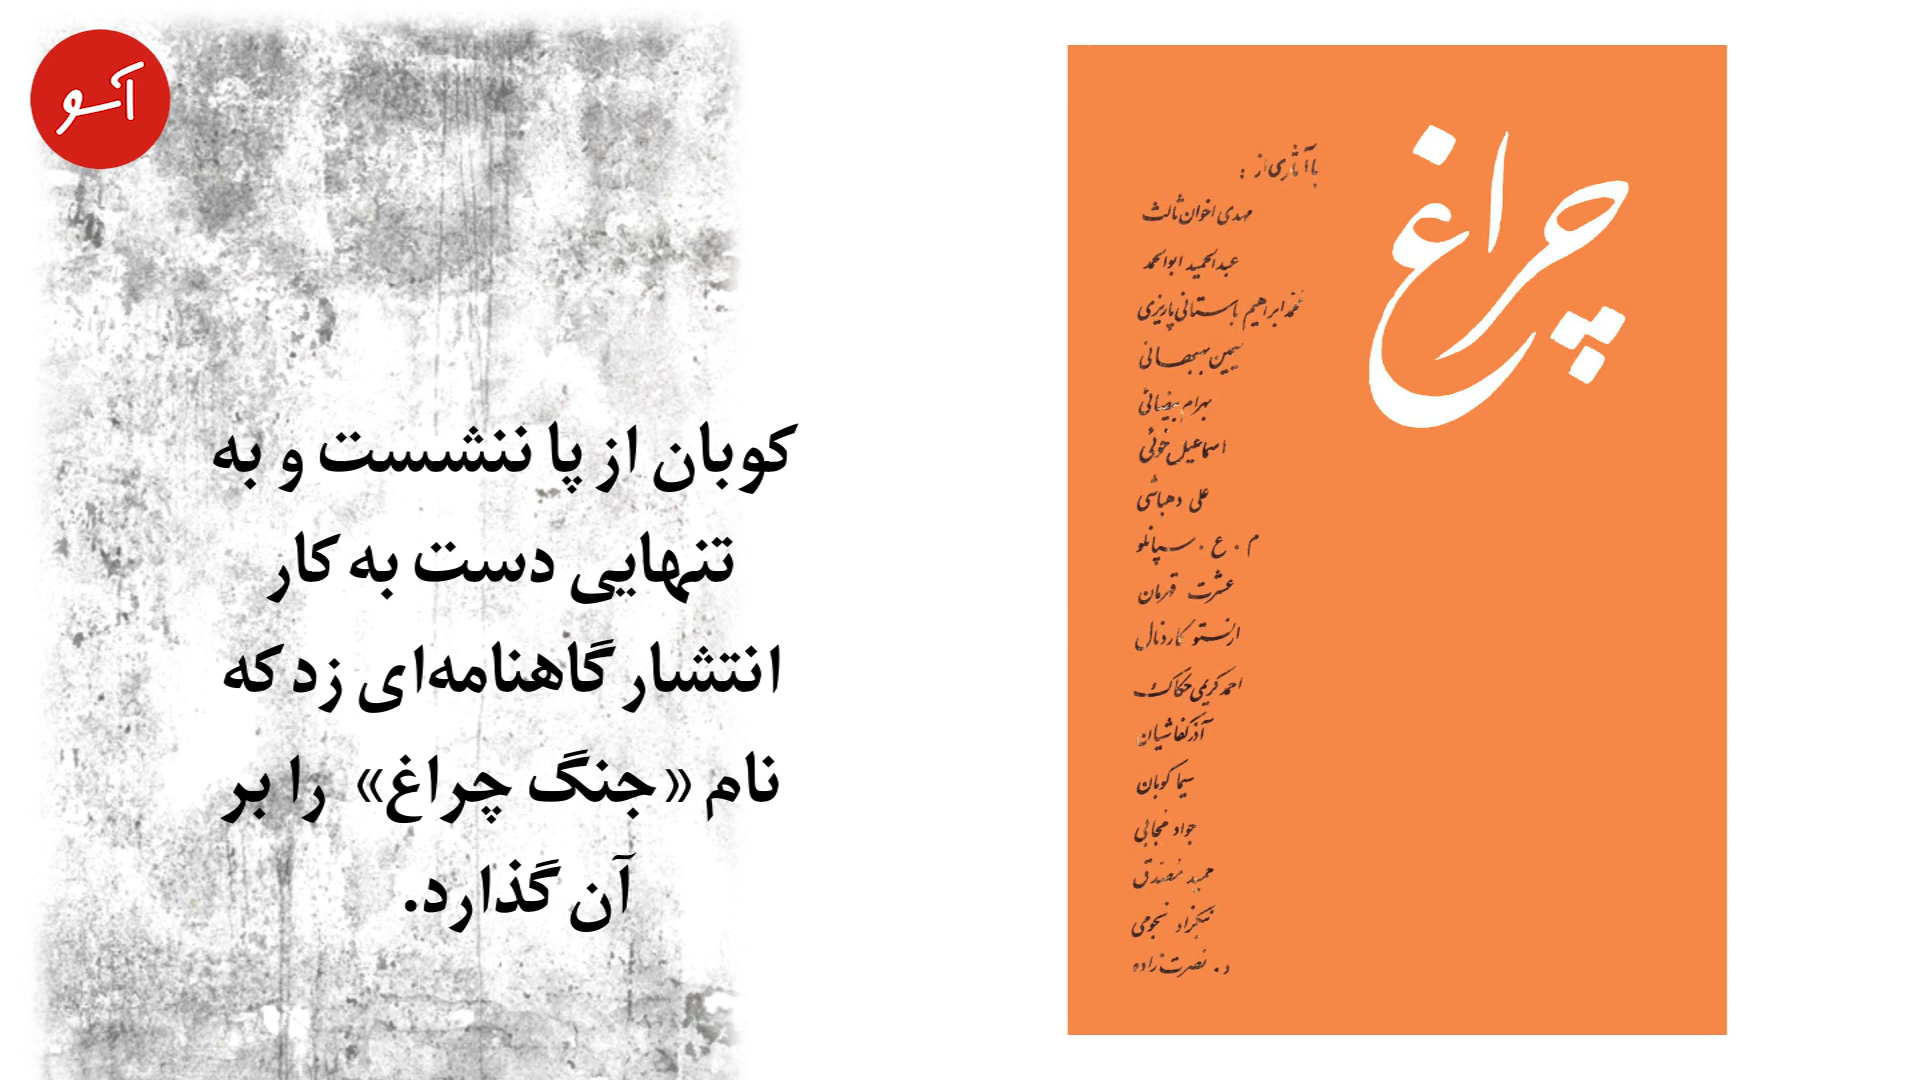 آسو
کوبان از پا ننشست و به
تنهایی دست به کار
انتشار گاهنامه‌ای زد که
نام «جنگ چراغ» را بر
آن گذارد.
چراغ
با آثاری از :
مهدی اخوان ثالث
عبدالحمید ابوالحمد
محمد ابراهیم باستانی پاریزی
سیمین بهبهانی
بهرام بیضائی
اسماعیل خوئی
علی دهباشی
م . ع . سپانلو
عشرت قهرمان
ارنستو کاردنال
احمد کریمی حکاک
آذر نفاشیان
سیما کوبان
جواد مجابی
حمید مصدق
نیکزاد نجومی
د . نصرت زاده